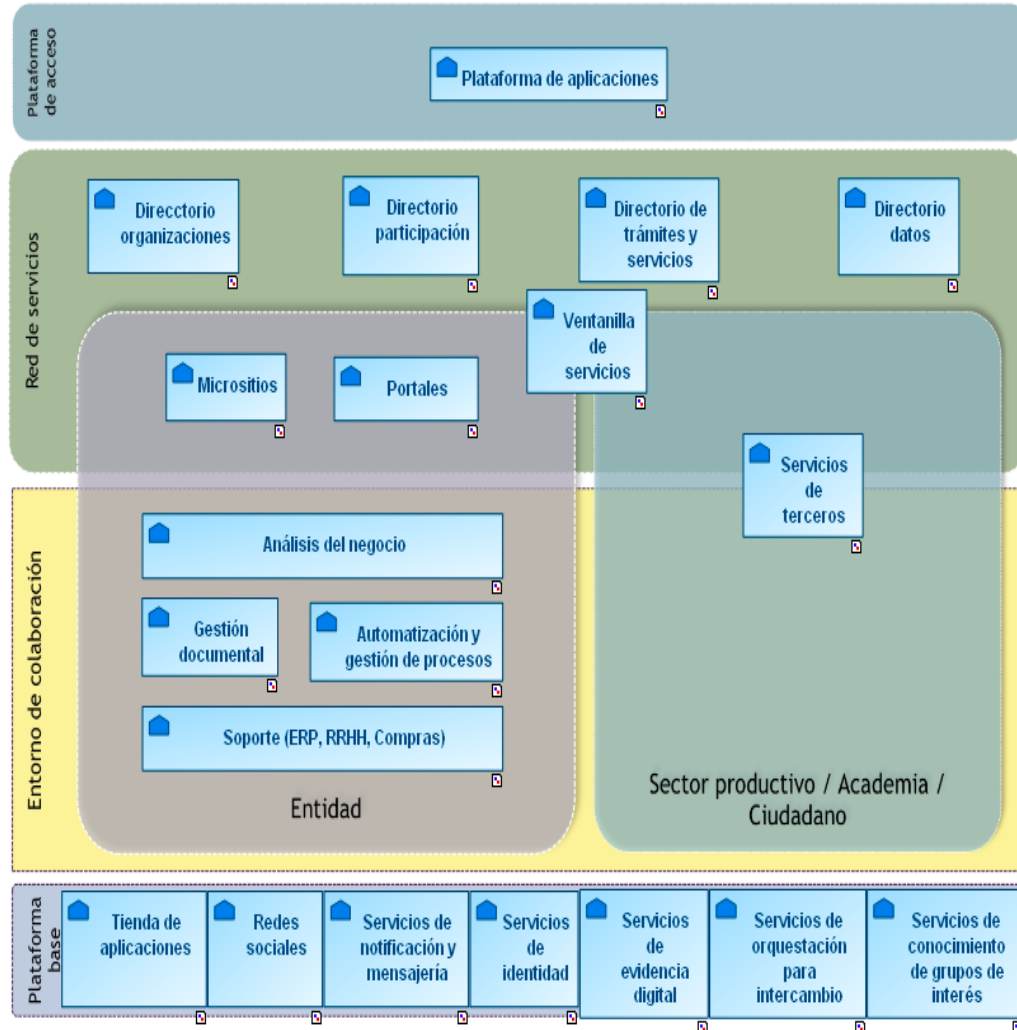 Plataforma
de acceso
Plataforma de aplicaciones
Red de servicios
Direcctorio
organizaciones
Directorio
participación
Directorio de
trámites y
servicios
Directorio
datos
Ventanilla
de
servicios
Micrositios
Portales
Servicios
de
terceros
Entorno de colaboración
Análisis del negocio
Gestión
documental
Automatización y
gestión de procesos
Soporte (ERP, RRHH, Compras)
Entidad
Sector productivo / Academia /
Ciudadano
Plataforma
base
Tienda de
aplicaciones
Redes
sociales
Servicios de
notificación y
mensajería
Servicios
de
identidad
Servicios
de
evidencia
digital
Servicios de
orquestación
para
intercambio
Servicios de
conocimiento
de grupos de
interés